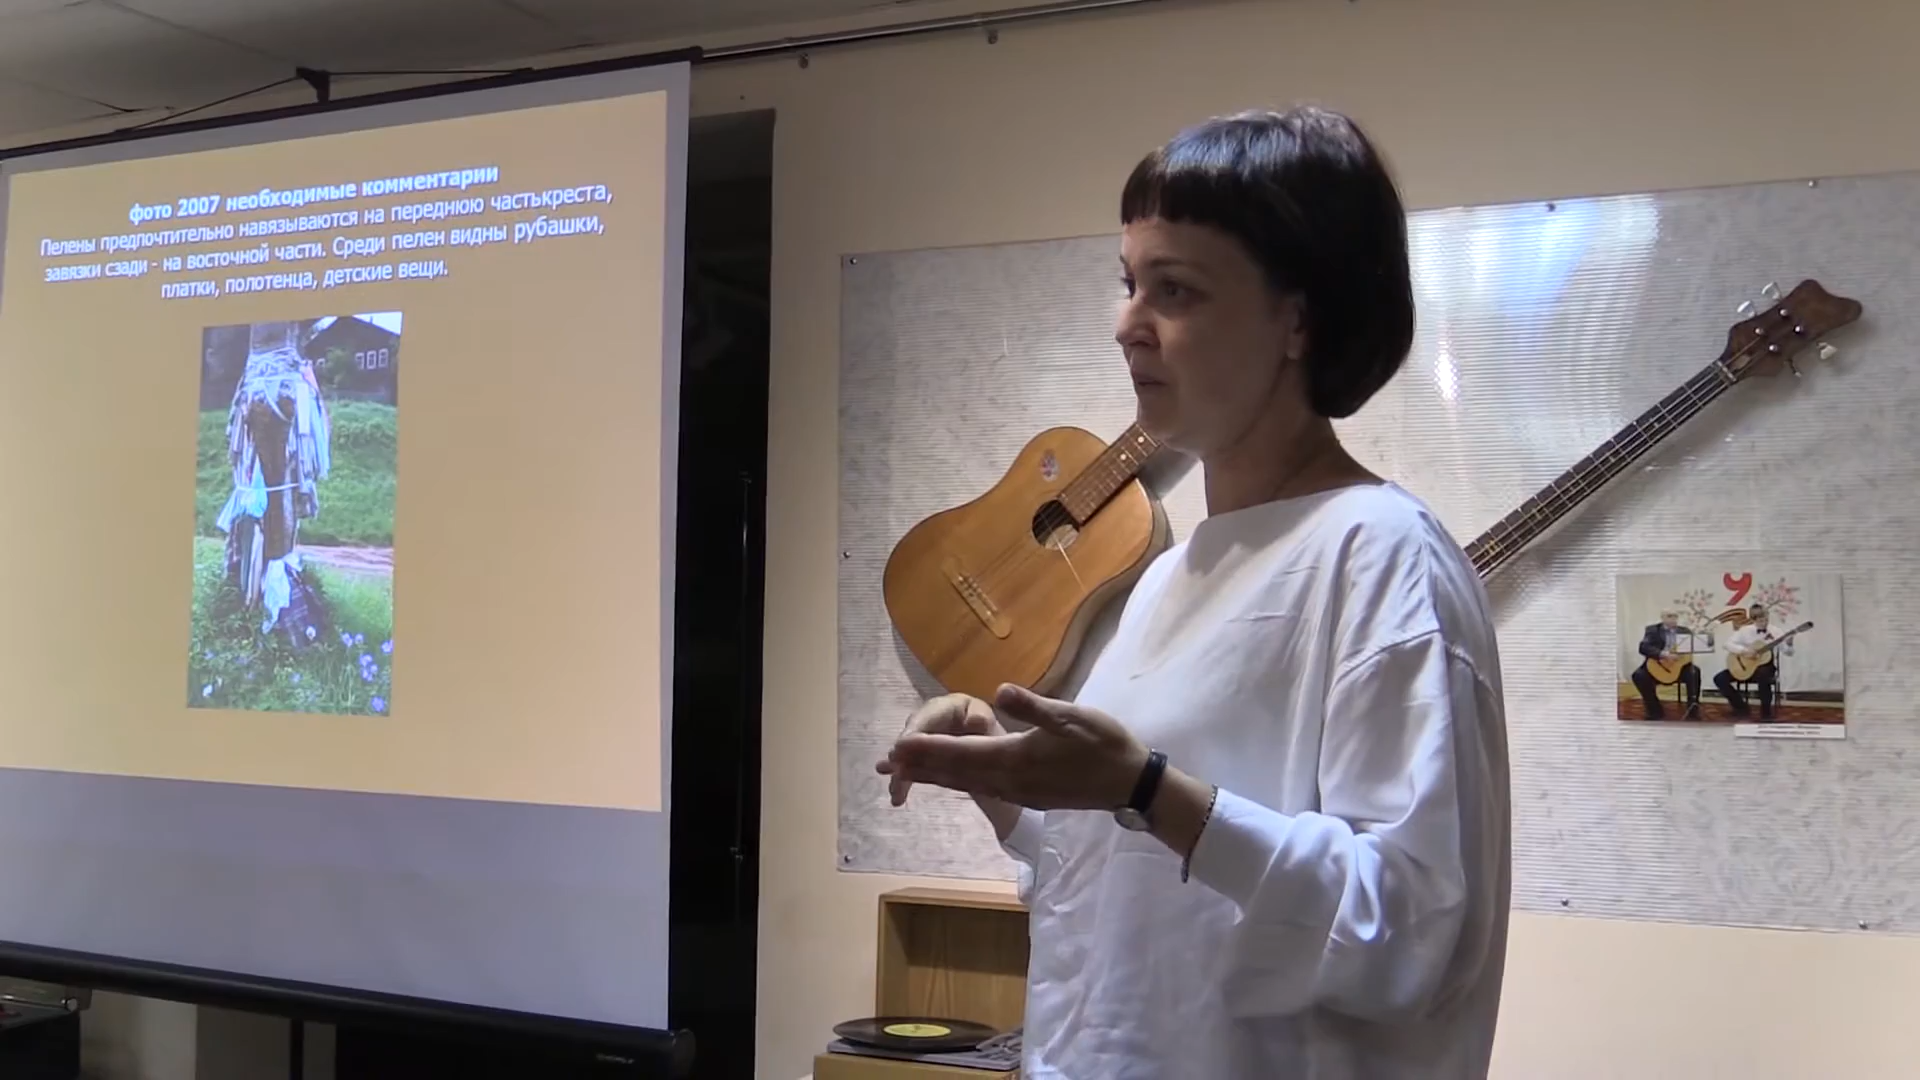 фото 2007 необходимые комментарии
Пелены предпочтительно навязываются на переднюю частькреста,
завязки сзади - на восточной части. Среди пелен видны рубашки,
платки, полотенца, детские вещи.
9